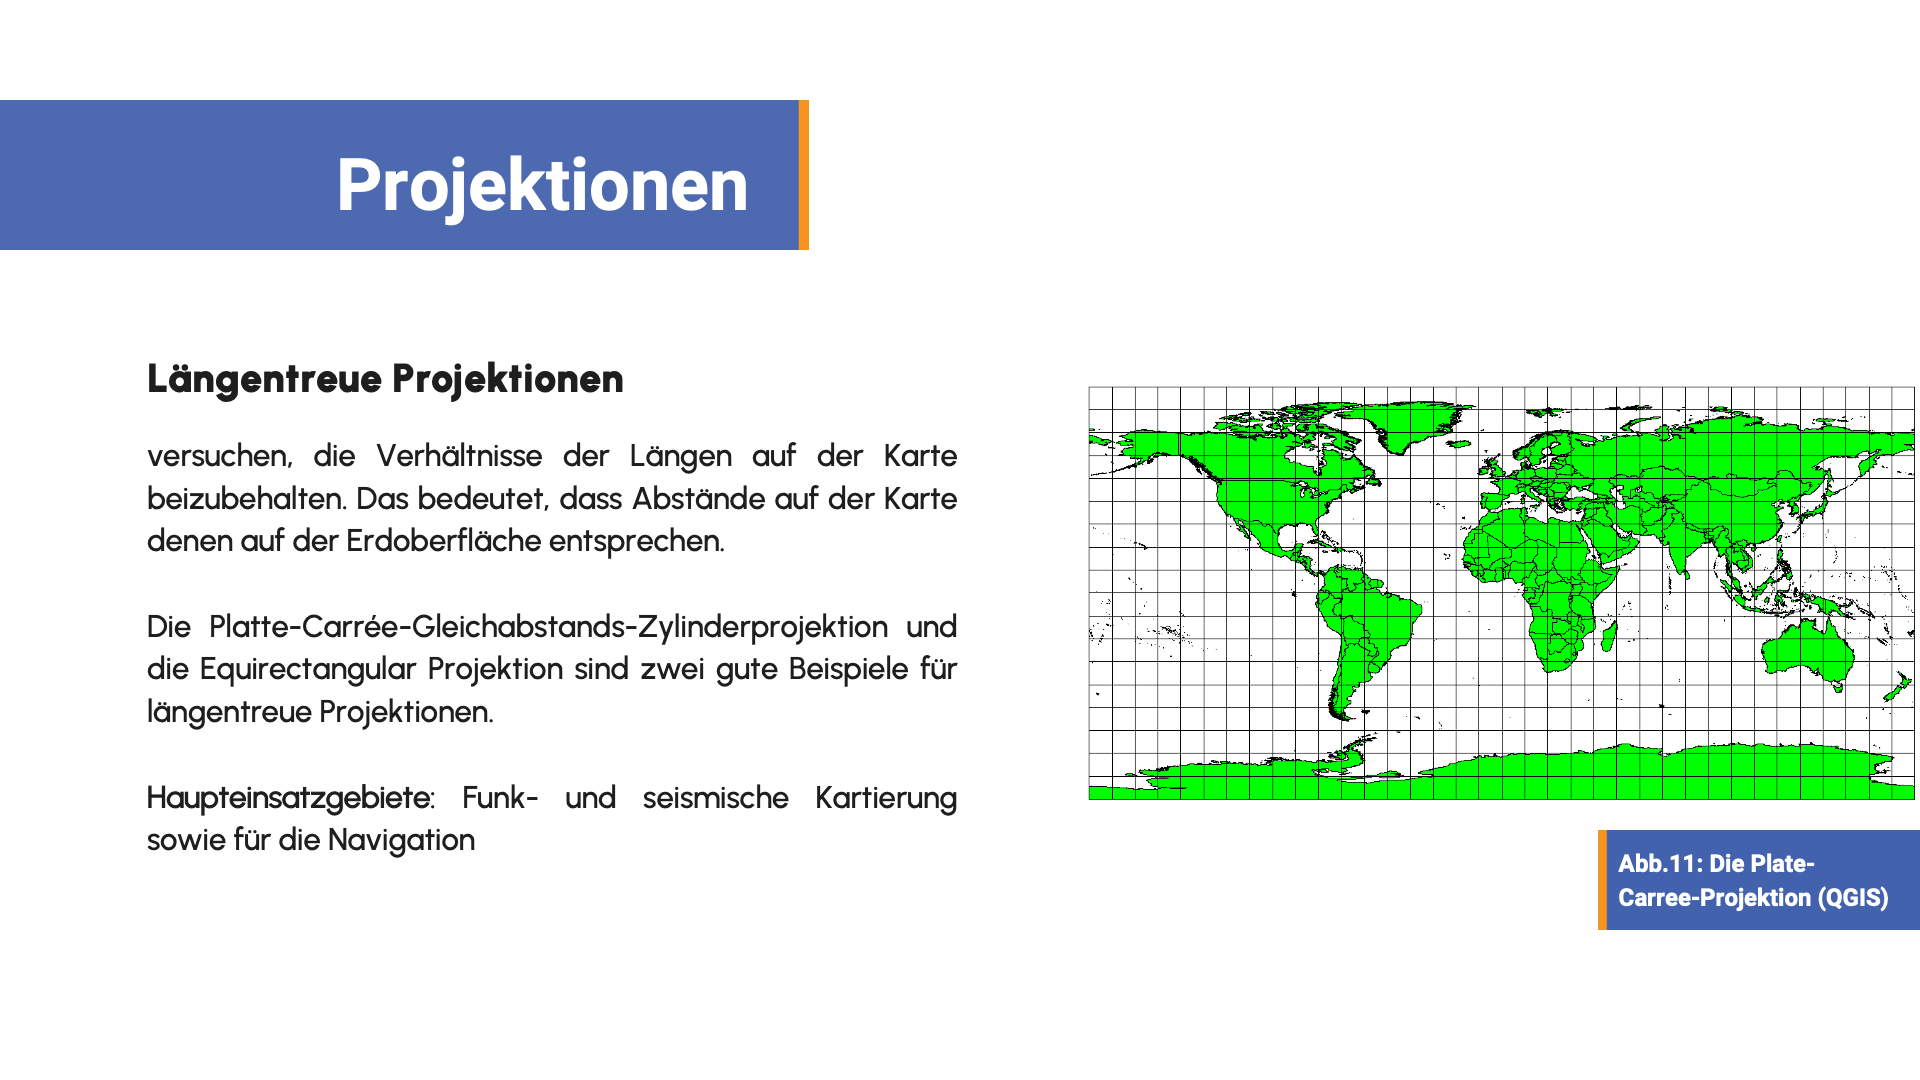 Projektionen
Längentreue Projektionen
versuchen, die Verhältnisse der Längen auf der Karte
beizubehalten. Das bedeutet, dass Abstände auf der Karte
denen auf der Erdoberfläche entsprechen.
Die Platte-Carrée-Gleichabstands-Zylinderprojektion und
die Equirectangular Projektion sind zwei gute Beispiele für
längentreue Projektionen.
Haupteinsatzgebiete: Funk- und seismische Kartierung
sowie für die Navigation
Abb.11: Die Plate-
Carree-Projektion (QGIS)